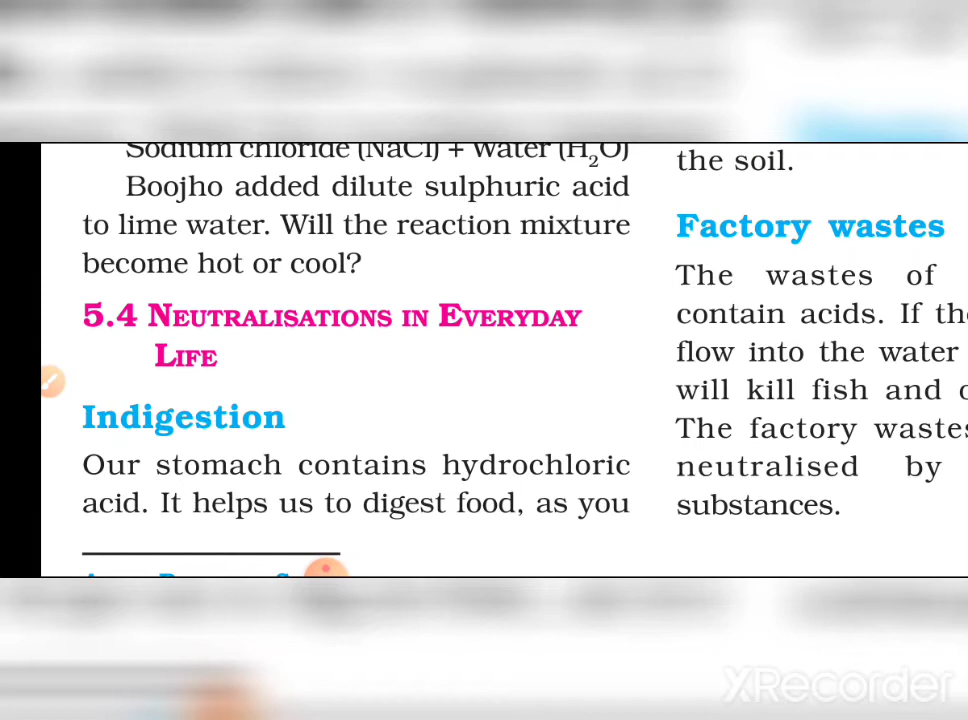 Sodium chloride (NaCl) + Water (H₂O)
Boojho added dilute sulphuric acid
to lime water. Will the reaction mixture
become hot or cool?
5.4 NEUTRALISATIONS IN EVERYDAY
LIFE
Indigestion
Our stomach contains hydrochloric
acid. It helps us to digest food, as you
the soil.
Factory wastes
The wastes of
contain acids. If
flow into the water
will kill fish and
The factory wastes
neutralised by
substances.
XRecorder